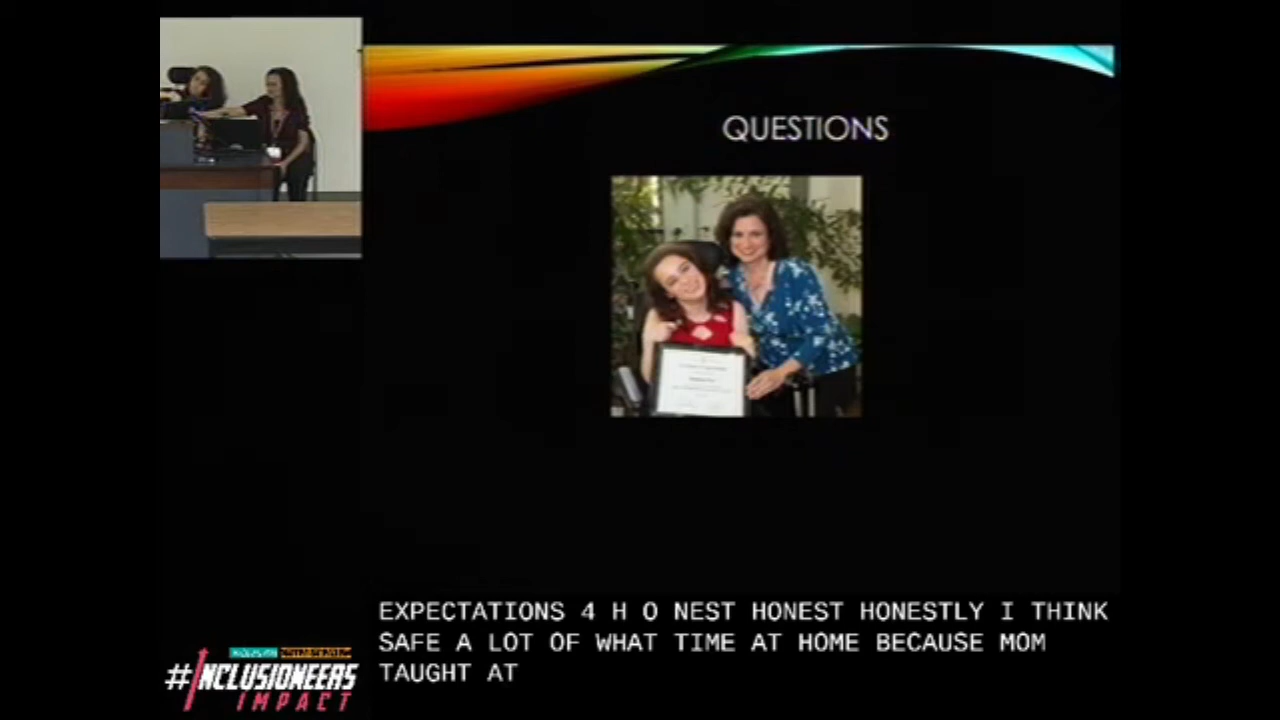 QUESTIONS
EXPECTATIONS 4 H O NEST HONEST HONESTLY I THINK
SAFE A LOT OF WHAT TIME AT HOME BECAUSE MOM
TAUGHT AT
#INCLUSIONEERS
IMPACT